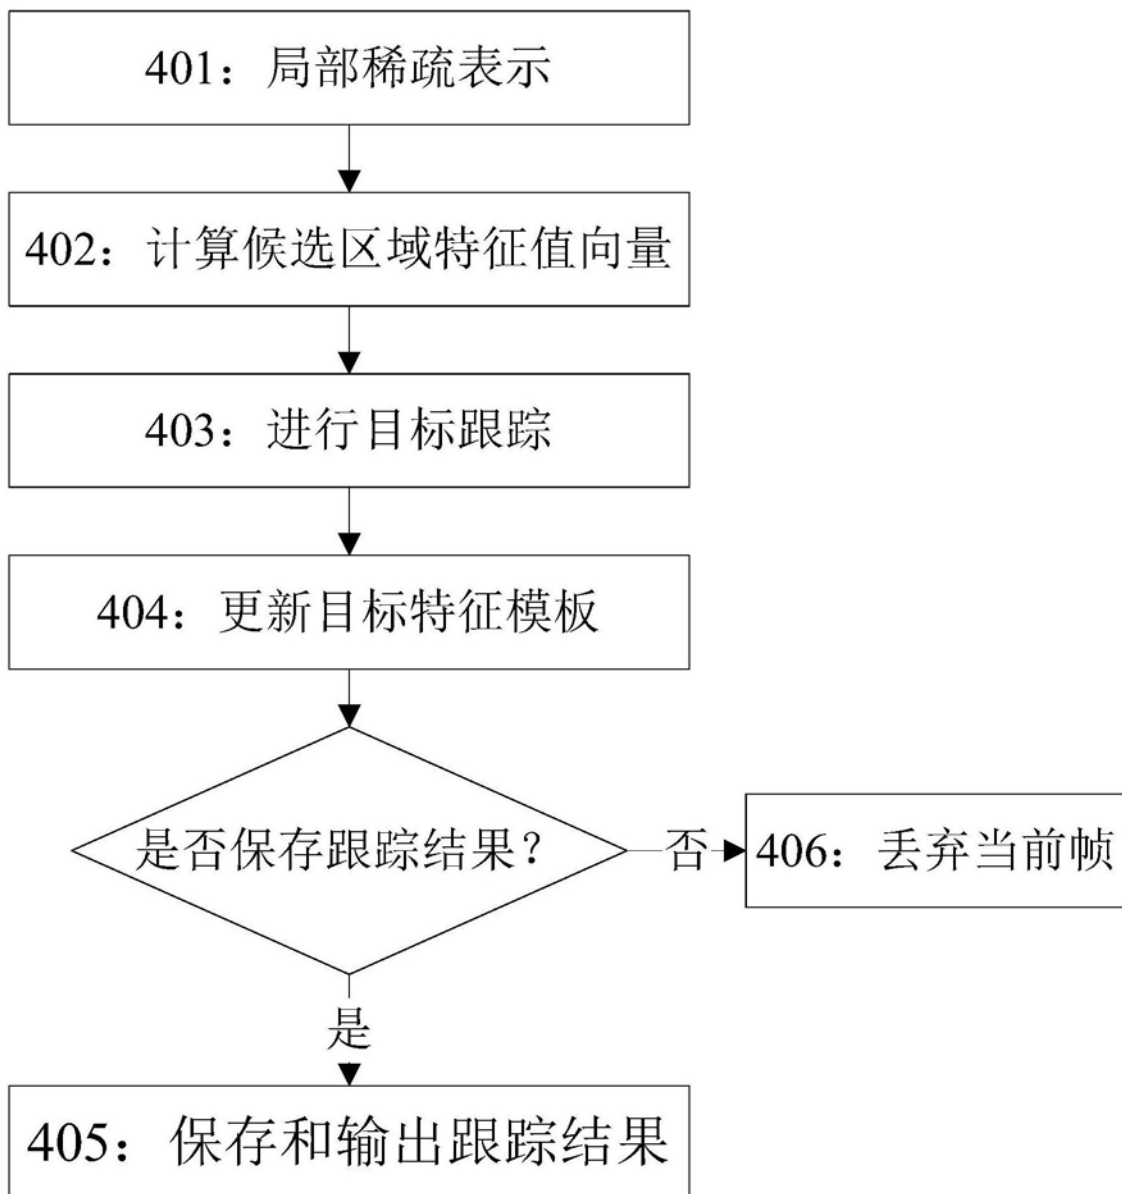 401：局部稀疏表示
402：计算候选区域特征值向量
403：进行目标跟踪
404：更新目标特征模板
是否保存跟踪结果？
否
406：丢弃当前帧
是
405：保存和输出跟踪结果